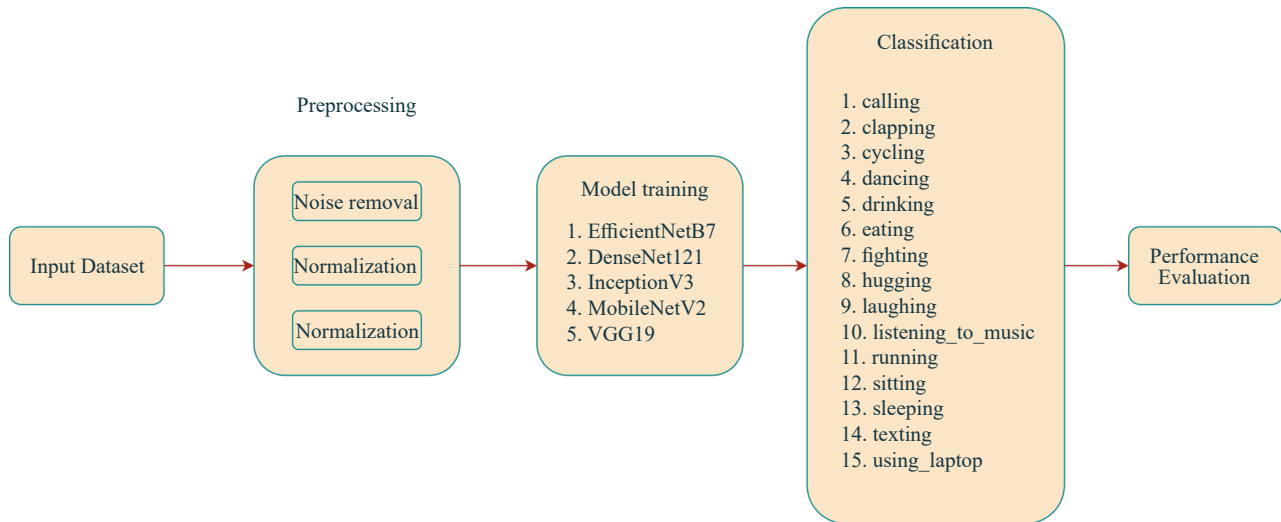 Input Dataset
Preprocessing
Noise removal
Normalization
Normalization
Model training
1. EfficientNetB7
2. DenseNet121
3. InceptionV3
4. MobileNetV2
5. VGG19
Classification
1. calling
2. clapping
3. cycling
4. dancing
5. drinking
6. eating
7. fighting
8. hugging
9. laughing
10. listening_to_music
11. running
12. sitting
13. sleeping
14. texting
15. using_laptop
Performance
Evaluation